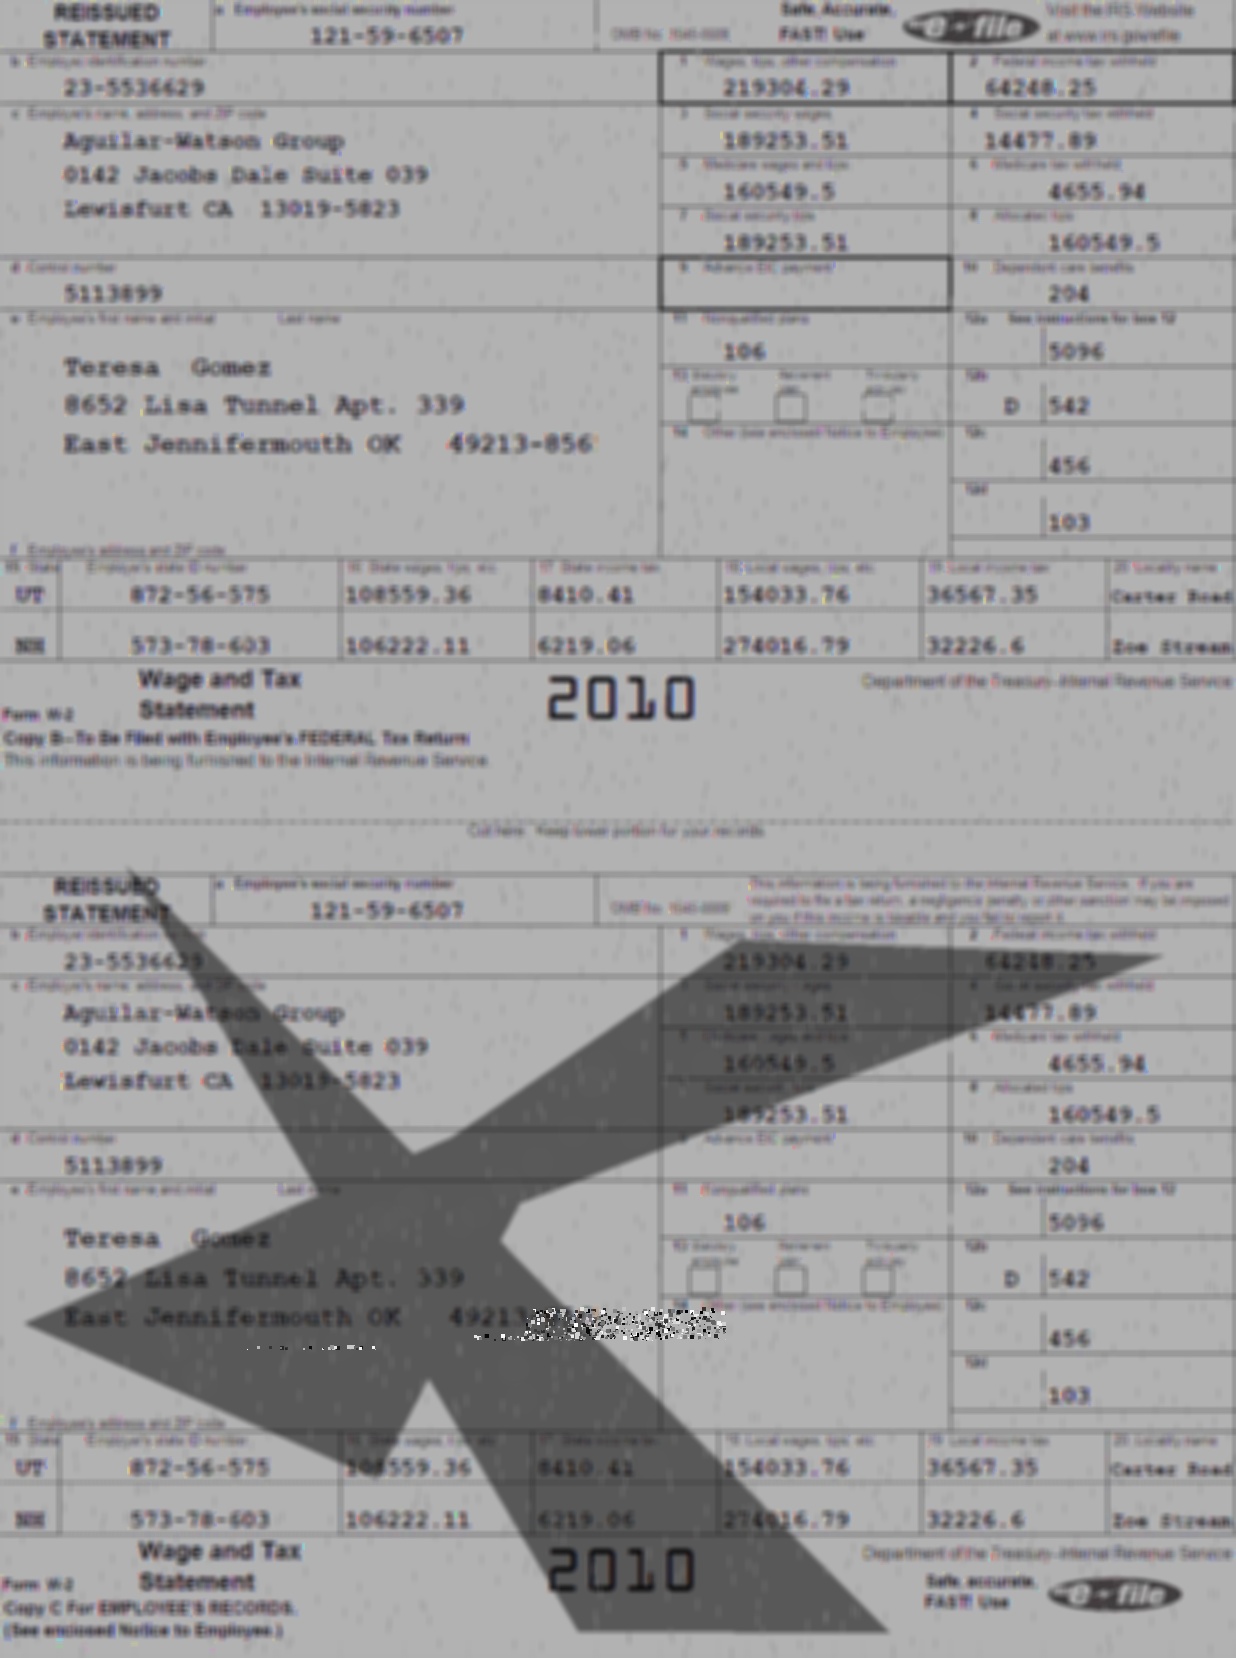 REISSUED STATEMENT
a Employee's social security number
121-59-6507
OMB No. 1545-0008
Safe, Accurate, FAST! Use
e-file
Visit the IRS Website at www.irs.gov/efile
b Employer identification number
23-5536629
1 Wages, tips, other compensation
219304.29
2 Federal income tax withheld
64248.25
c Employer's name, address, and ZIP code
Aguilar-Watson Group
0142 Jacobs Dale Suite 039
Lewisfurt CA 13019-5823
3 Social security wages
189253.51
4 Social security tax withheld
14477.89
5 Medicare wages and tips
160549.5
6 Medicare tax withheld
4655.94
7 Social security tips
189253.51
8 Allocated tips
160549.5
d Control number
5113899
9 Advance EIC payment
10 Dependent care benefits
204
e Employee's first name and initial Last name
Teresa Gomez
8652 Lisa Tunnel Apt. 339
East Jennifermouth OK 49213-856
11 Nonqualified plans
106
12a See instructions for box 12
5096
13 Statutory employee Retirement plan Third-party sick pay
12b
D 542
14 Other (see enclosed Notice to Employee)
12c
456
12d
103
f Employee's address and ZIP code
15 State Employer's state ID number 16 State wages, tips, etc. 17 State income tax 18 Local wages, tips, etc. 19 Local income tax 20 Locality name
UT 872-56-575 108559.36 8410.41 154033.76 36567.35 Carter Road
NH 573-78-603 106222.11 6219.06 274016.79 32226.6 Zoe Stream
Form W-2 Wage and Tax Statement
2010
Department of the Treasury-Internal Revenue Service
Copy B--To Be Filed with Employee's FEDERAL Tax Return
This information is being furnished to the Internal Revenue Service.
Cut here. Keep lower portion for your records.
REISSUED STATEMENT
a Employee's social security number
121-59-6507
OMB No. 1545-0008
This information is being furnished to the Internal Revenue Service. If you are
required to file a tax return, a negligence penalty or other sanction may be imposed
on you if this income is taxable and you fail to report it.
b Employer identification
23-5536629
1 Wages, tips, other compensation
219304.29
2 Federal income tax withheld
64248.25
c Employer's name, address, and ZIP code
Aguilar-Watson Group
0142 Jacobs Dale Suite 039
Lewisfurt CA 13019-5823
189253.51
14477.89
160549.5
6 Medicare tax withheld
4655.94
189253.51
8 Allocated tips
160549.5
d Control number
5113899
Advance EIC payment
10 Dependent care benefits
204
e Employee's first name and initial Last name
Teresa Gomez
8652 Lisa Tunnel Apt. 339
East Jennifermouth OK 49213
11 Nonqualified plans
106
12a See instructions for box 12
5096
13 Statutory employee Retirement plan Third-party sick pay
12b
D 542
Other (see enclosed Notice to Employee)
12c
456
12d
103
f Employee's address and ZIP code
15 State Employer's state ID number State wages, tips, etc. 17 State income tax 18 Local wages, tips, etc. 19 Local income tax 20 Locality name
UT 872-56-575 108559.36 8410.41 154033.76 36567.35 Carter Road
NH 573-78-603 106222.11 6219.06 274016.79 32226.6 Zoe Stream
Form W-2 Wage and Tax Statement
2010
Department of the Treasury-Internal Revenue Service
Copy C For EMPLOYEE'S RECORDS.
(See enclosed Notice to Employee.)
Safe, accurate, FAST! Use
e-file